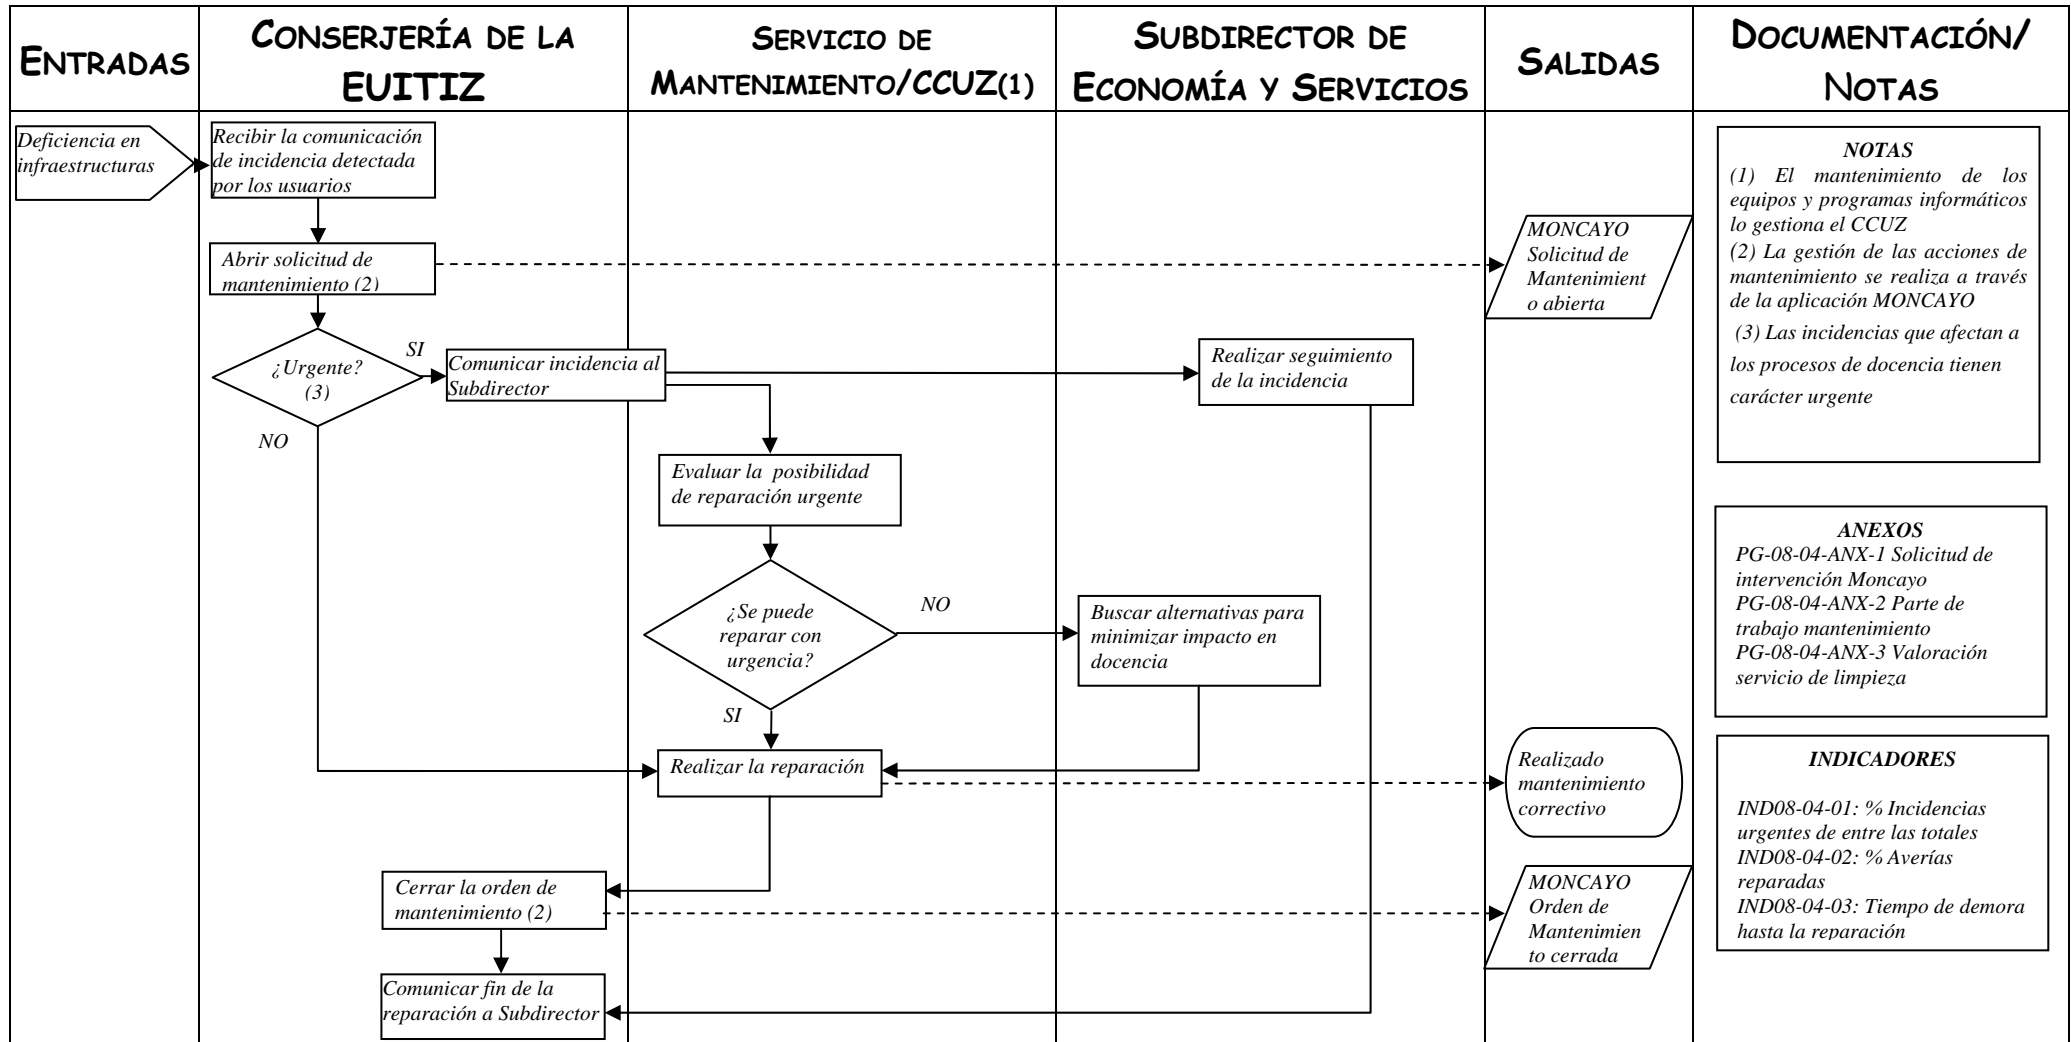 ENTRADAS
CONSERJERÍA DE LA
EUITIZ
SERVICIO DE
MANTENIMIENTO/CCUZ(1)
SUBDIRECTOR DE
ECONOMÍA Y SERVICIOS
SALIDAS
DOCUMENTACIÓN/
NOTAS
Deficiencia en
infraestructuras
Recibir la comunicación
de incidencia detectada
por los usuarios
Abrir solicitud de
mantenimiento (2)
MONCAYO
Solicitud de
Mantenimient
o abierta
¿Urgente?
(3)
SI
NO
Comunicar incidencia al
Subdirector
Realizar seguimiento
de la incidencia
Evaluar la posibilidad
de reparación urgente
¿Se puede
reparar con
urgencia?
NO
SI
Buscar alternativas para
minimizar impacto en
docencia
Realizar la reparación
Realizado
mantenimiento
correctivo
Cerrar la orden de
mantenimiento (2)
MONCAYO
Orden de
Mantenimien
to cerrada
Comunicar fin de la
reparación a Subdirector
NOTAS
(1) El mantenimiento de los
equipos y programas informáticos
lo gestiona el CCUZ
(2) La gestión de las acciones de
mantenimiento se realiza a través
de la aplicación MONCAYO
(3) Las incidencias que afectan a
los procesos de docencia tienen
carácter urgente
ANEXOS
PG-08-04-ANX-1 Solicitud de
intervención Moncayo
PG-08-04-ANX-2 Parte de
trabajo mantenimiento
PG-08-04-ANX-3 Valoración
servicio de limpieza
INDICADORES
IND08-04-01: % Incidencias
urgentes de entre las totales
IND08-04-02: % Averías
reparadas
IND08-04-03: Tiempo de demora
hasta la reparación